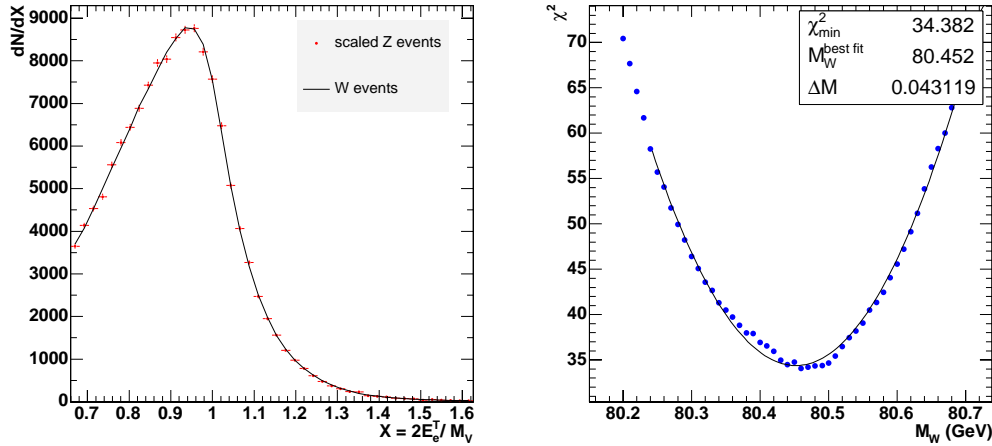 dN/dX
9000
8000
7000
6000
5000
4000
3000
2000
1000
0
scaled Z events
W events
0.7 0.8 0.9 1 1.1 1.2 1.3 1.4 1.5 1.6
X = 2E_e^T/ M_V
χ²
70
65
60
55
50
45
40
35
χ²_min 34.382
M_W^best fit 80.452
ΔM 0.043119
80.2 80.3 80.4 80.5 80.6 80.7
M_W (GeV)